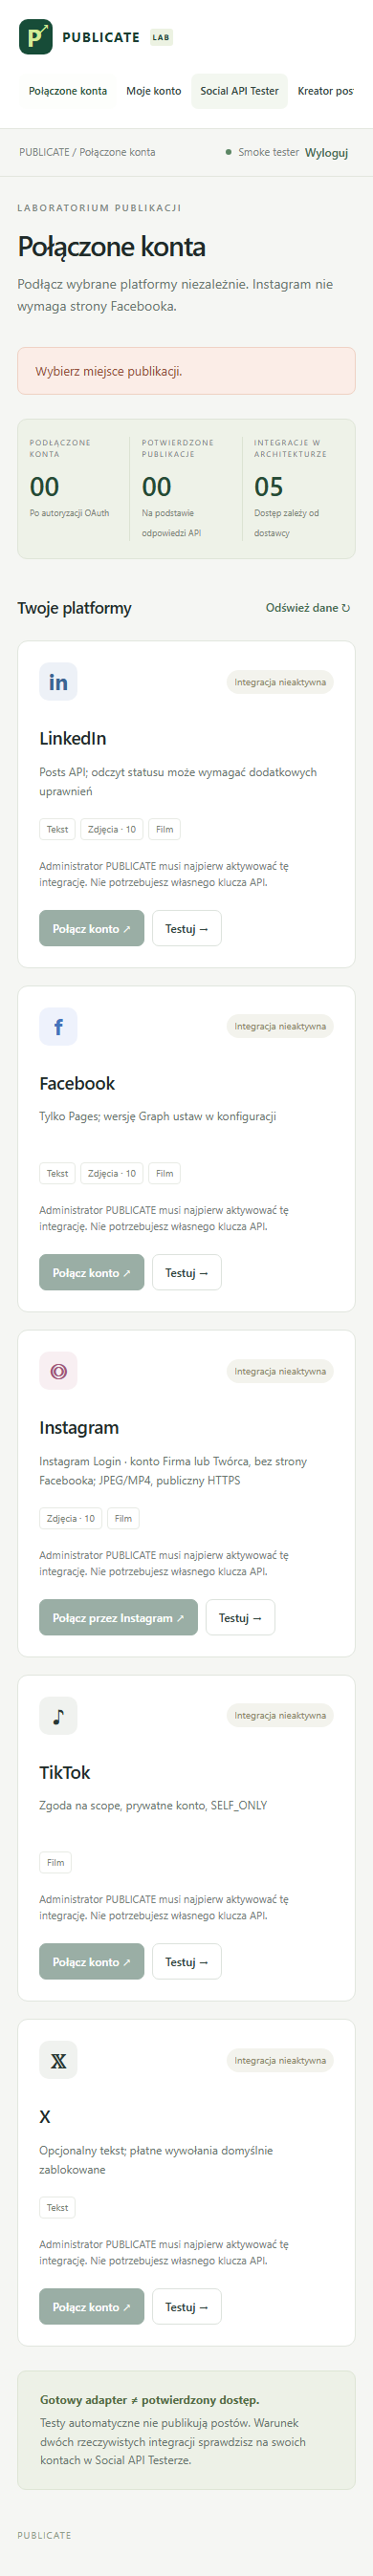 PUBLICATE LAB
Połączone konta Moje konto Social API Tester Kreator pos
PUBLICATE / Połączone konta Smoke tester Wyloguj
LABORATORIUM PUBLIKACJI
Połączone konta
Podłącz wybrane platformy niezależnie. Instagram nie
wymaga strony Facebooka.
Wybierz miejsce publikacji.
PODŁĄCZONE
KONTA
00
Po autoryzacji OAuth
POTWIERDZONE
PUBLIKACJE
00
Na podstawie
odpowiedzi API
INTEGRACJE W
ARCHITEKTURZE
05
Dostęp zależy od
dostawcy
Twoje platformy
Odśwież dane ↻
in
Integracja nieaktywna
LinkedIn
Posts API; odczyt statusu może wymagać dodatkowych
uprawnień
Tekst Zdjęcia · 10 Film
Administrator PUBLICATE musi najpierw aktywować tę
integrację. Nie potrzebujesz własnego klucza API.
Połącz konto ↗ Testuj →
f
Integracja nieaktywna
Facebook
Tylko Pages; wersję Graph ustaw w konfiguracji
Tekst Zdjęcia · 10 Film
Administrator PUBLICATE musi najpierw aktywować tę
integrację. Nie potrzebujesz własnego klucza API.
Połącz konto ↗ Testuj →
Integracja nieaktywna
Instagram
Instagram Login · konto Firma lub Twórca, bez strony
Facebooka; JPEG/MP4, publiczny HTTPS
Zdjęcia · 10 Film
Administrator PUBLICATE musi najpierw aktywować tę
integrację. Nie potrzebujesz własnego klucza API.
Połącz przez Instagram ↗ Testuj →
♪
Integracja nieaktywna
TikTok
Zgoda na scope, prywatne konto, SELF_ONLY
Film
Administrator PUBLICATE musi najpierw aktywować tę
integrację. Nie potrzebujesz własnego klucza API.
Połącz konto ↗ Testuj →
𝕏
Integracja nieaktywna
X
Opcjonalny tekst; płatne wywołania domyślnie
zablokowane
Tekst
Administrator PUBLICATE musi najpierw aktywować tę
integrację. Nie potrzebujesz własnego klucza API.
Połącz konto ↗ Testuj →
Gotowy adapter ≠ potwierdzony dostęp.
Testy automatyczne nie publikują postów. Warunek
dwóch rzeczywistych integracji sprawdzisz na swoich
kontach w Social API Testerze.
PUBLICATE